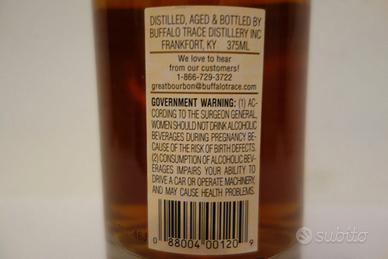 DISTILLED, AGED & BOTTLED BY
BUFFALO TRACE DISTILLERY INC
FRANKFORT, KY 375ML
We love to hear
from our customers!
1-866-729-3722
greatbourbon@buffalotrace.com
GOVERNMENT WARNING: (1) AC-
CORDING TO THE SURGEON GENERAL,
WOMEN SHOULD NOT DRINK ALCOHOLIC
BEVERAGES DURING PREGNANCY BE-
CAUSE OF THE RISK OF BIRTH DEFECTS.
(2) CONSUMPTION OF ALCOHOLIC BEV-
ERAGES IMPAIRS YOUR ABILITY TO
DRIVE A CAR OR OPERATE MACHINERY,
AND MAY CAUSE HEALTH PROBLEMS.
0 88004 00120 9
subito